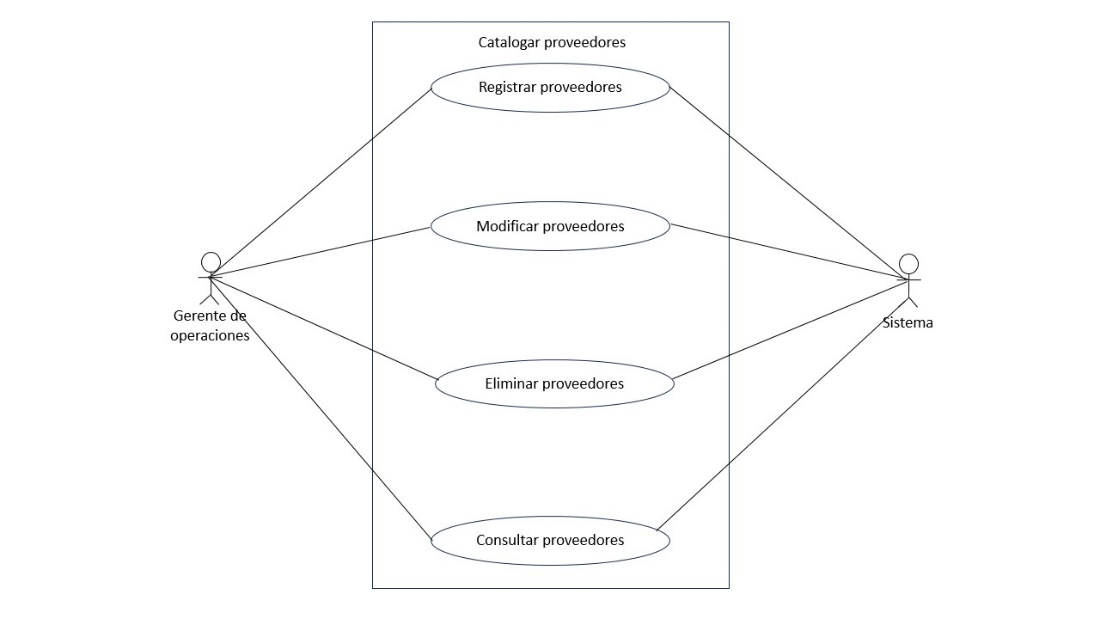 Catalogar proveedores
Registrar proveedores
Modificar proveedores
Gerente de
operaciones
Sistema
Eliminar proveedores
Consultar proveedores